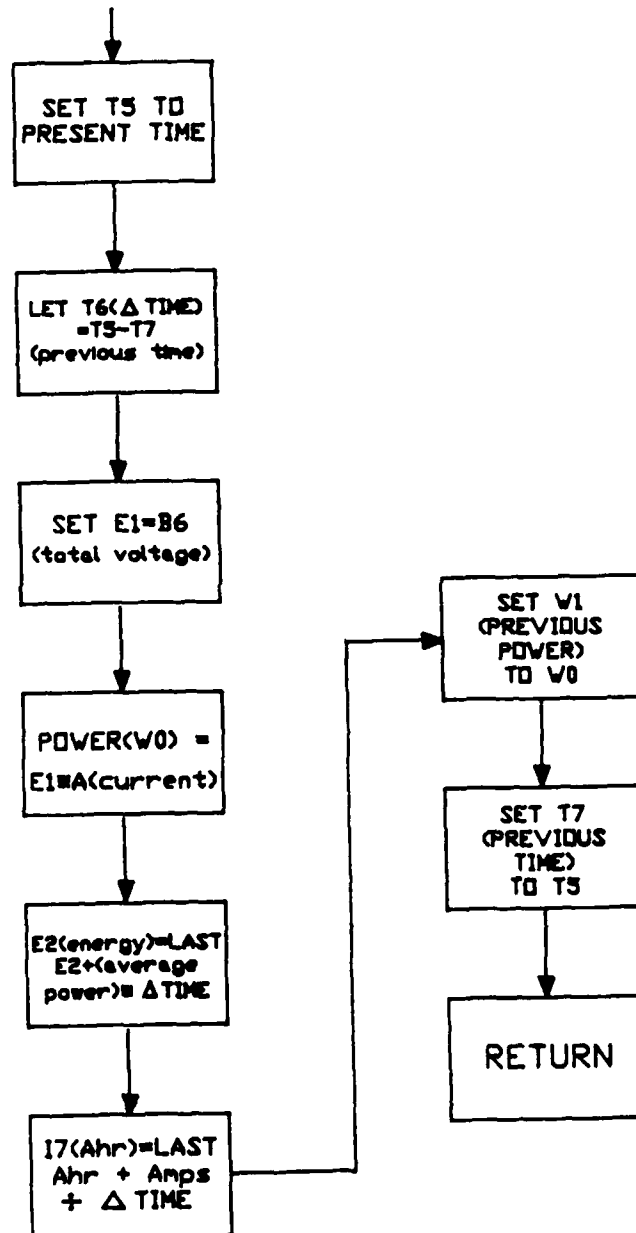 SET T5 TO
PRESENT TIME
LET T6(Δ TIME)
=T5-T7
(previous time)
SET E1=B6
(total voltage)
POWER(W0) =
E1*A(current)
E2(energy)=LAST
E2+(average
power)* Δ TIME
I7(Ahr)=LAST
Ahr + Amps
+ Δ TIME
SET W1
(PREVIOUS
POWER)
TO W0
SET T7
(PREVIOUS
TIME)
TO T5
RETURN